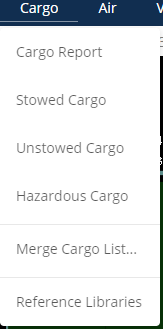 Cargo Air
Cargo Report
Stowed Cargo
Unstowed Cargo
Hazardous Cargo
Merge Cargo List...
Reference Libraries